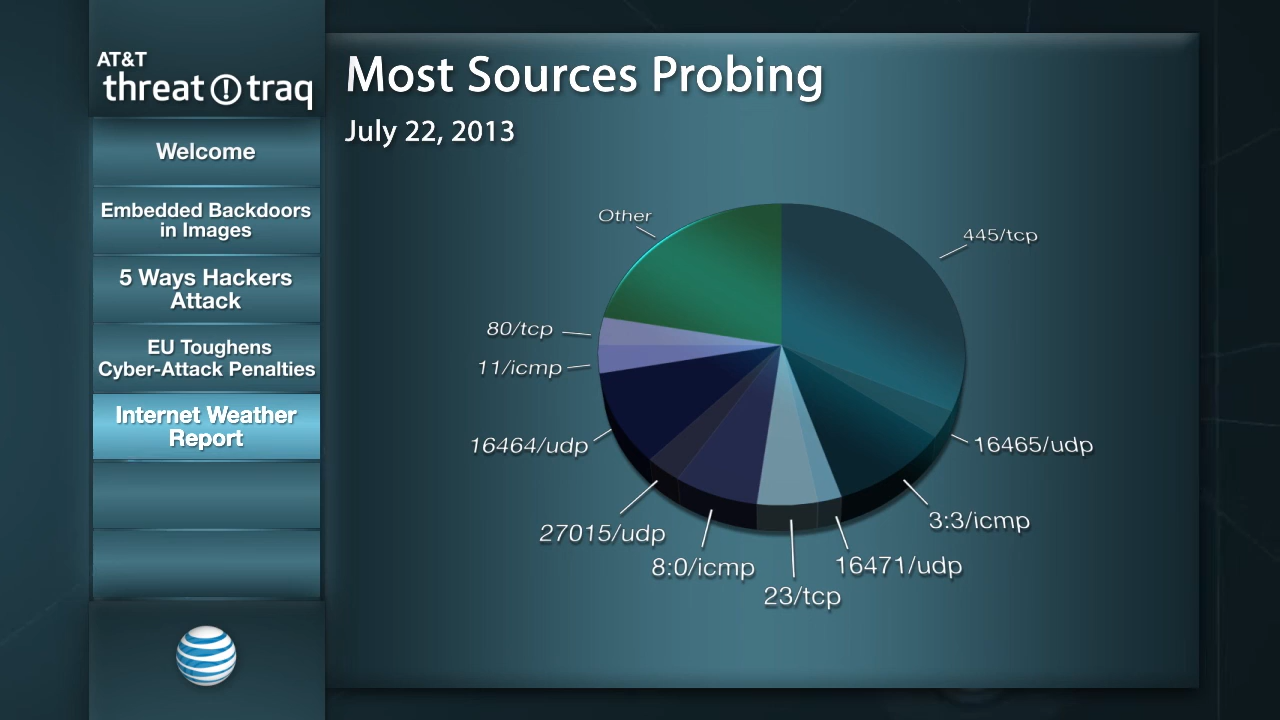 AT&T
threat ! traq
Welcome
Embedded Backdoors
in Images
5 Ways Hackers
Attack
EU Toughens
Cyber-Attack Penalties
Internet Weather
Report
Most Sources Probing
July 22, 2013
Other
445/tcp
80/tcp
11/icmp
16464/udp
16465/udp
27015/udp
3:3/icmp
8:0/icmp
16471/udp
23/tcp